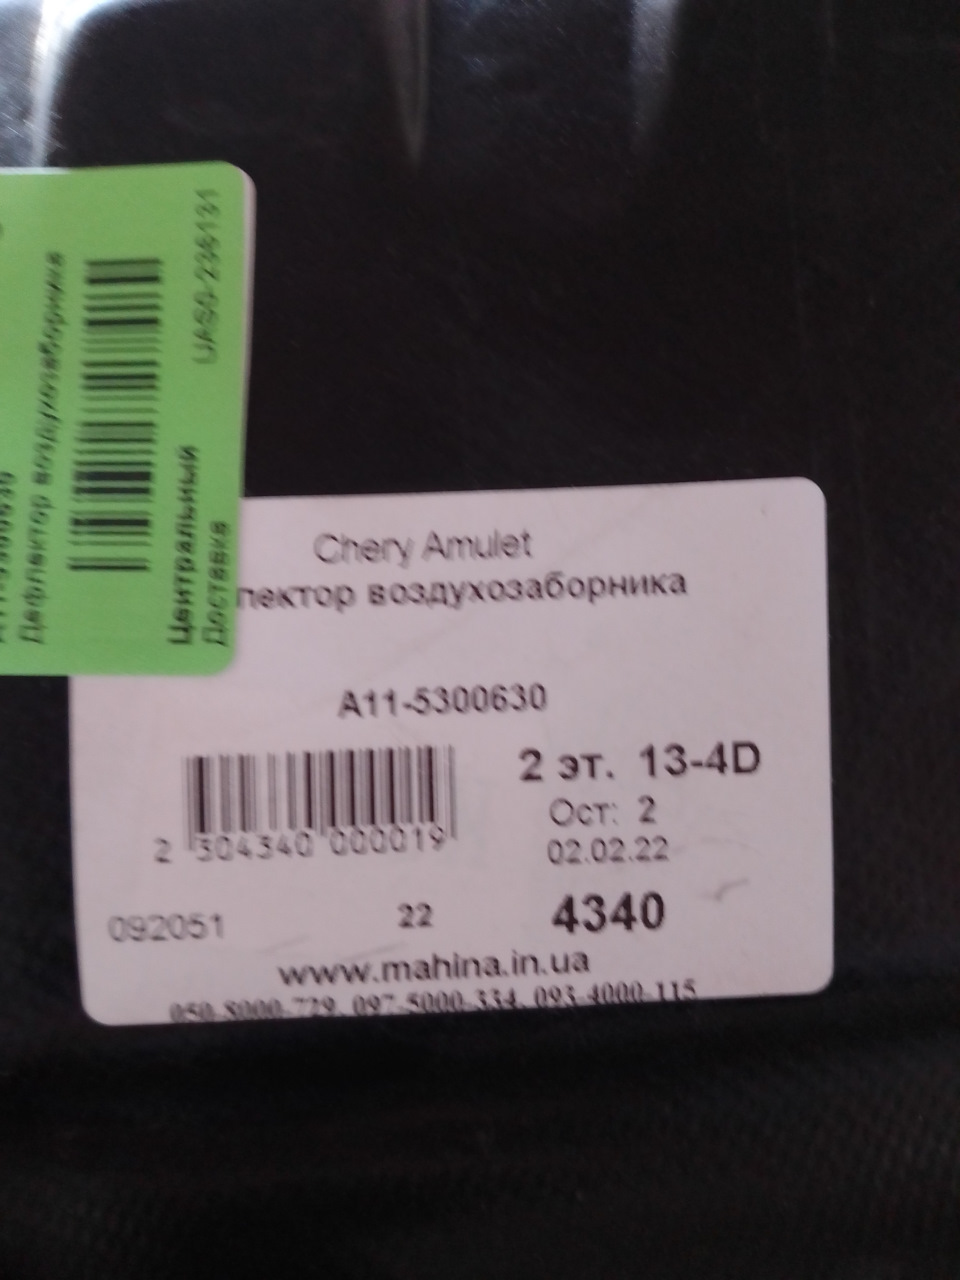 Дефлектор воздухозаборника
UAS0-236131
Центральный
Доставка
Chery Amulet
лектор воздухозаборника
A11-5300630
2 304340 000019
2 эт. 13-4D
Ост: 2
02.02.22
092051
22
4340
www.mahina.in.ua
050-8000-729, 097-5000-334, 093-4000-115